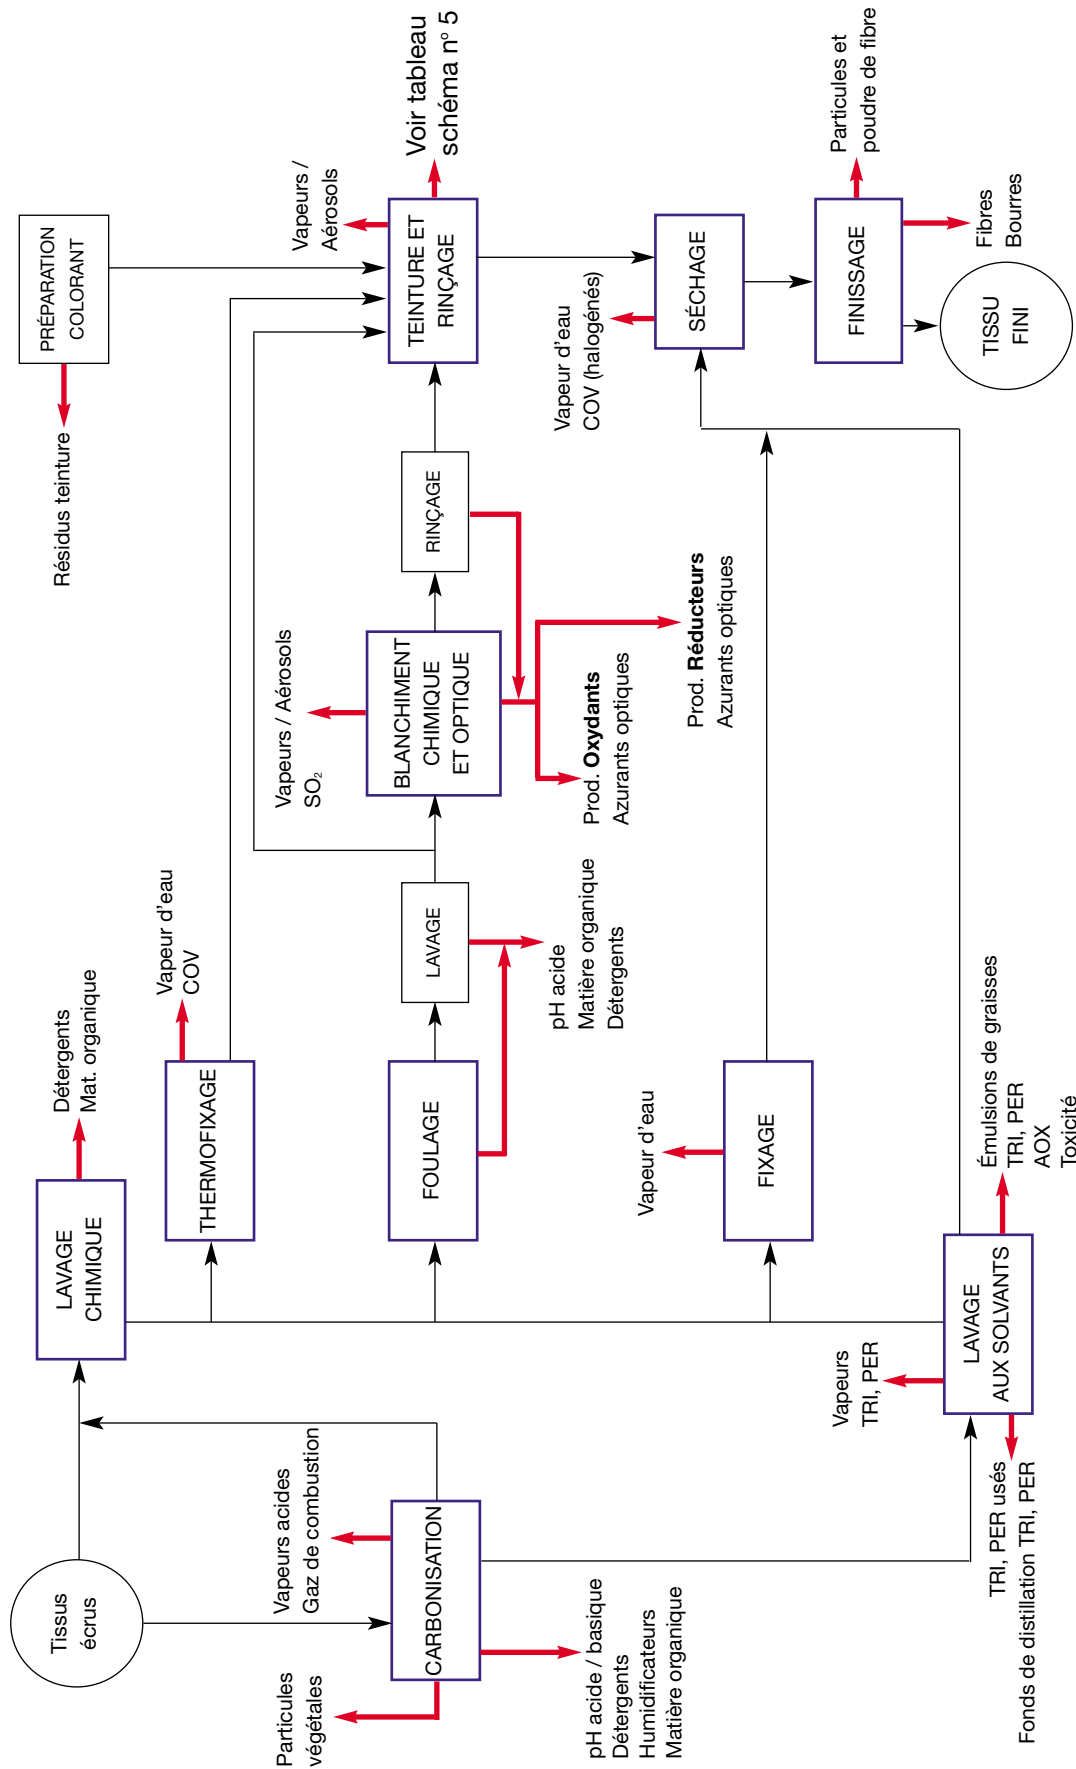 Tissus
écrus
Particules
végétales
Vapeurs acides
Gaz de combustion
CARBONISATION
pH acide / basique
Détergents
Humidificateurs
Matière organique
LAVAGE
CHIMIQUE
Détergents
Mat. organique
THERMOFIXAGE
Vapeur d'eau
COV
FOULAGE
LAVAGE
pH acide
Matière organique
Détergents
FIXAGE
Vapeur d'eau
LAVAGE
AUX SOLVANTS
Vapeurs
TRI, PER
TRI, PER usés
Fonds de distillation TRI, PER
Émulsions de graisses
TRI, PER
AOX
Toxicité
Vapeurs / Aérosols
SO₂
BLANCHIMENT
CHIMIQUE
ET OPTIQUE
Prod. Oxydants
Azurants optiques
Prod. Réducteurs
Azurants optiques
RINÇAGE
PRÉPARATION
COLORANT
Résidus teinture
Vapeurs /
Aérosols
TEINTURE ET
RINÇAGE
Voir tableau
schéma n° 5
Vapeur d'eau
COV (halogénés)
SÉCHAGE
FINISSAGE
Particules et
poudre de fibre
Fibres
Bourres
TISSU
FINI